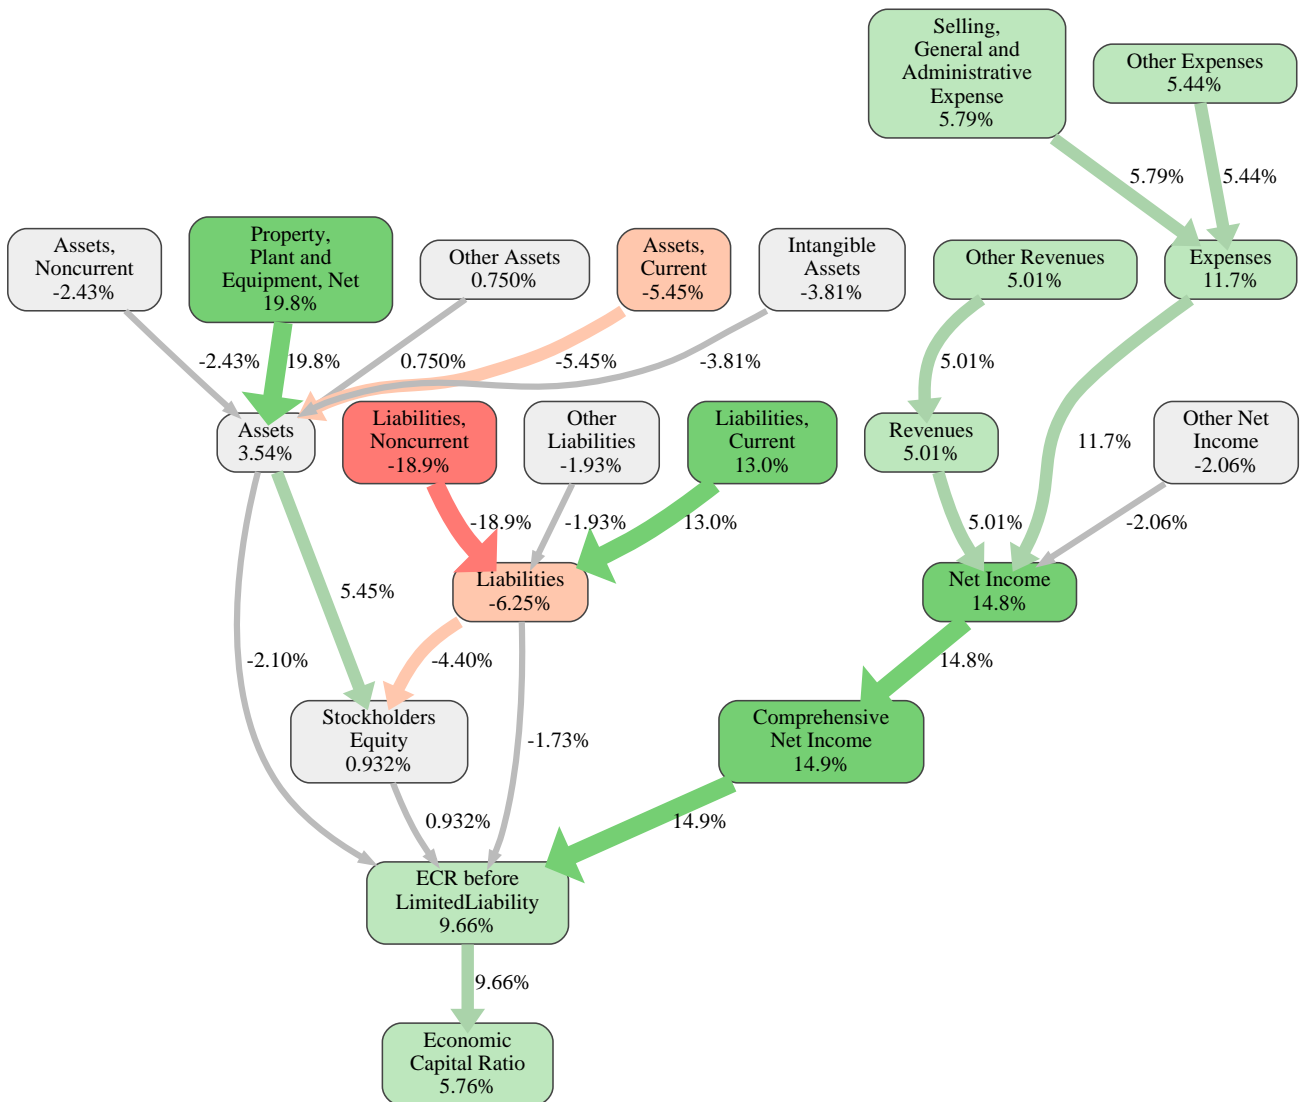 Selling,
General and
Administrative
Expense
5.79%
Other Expenses
5.44%
5.79%
5.44%
Assets,
Noncurrent
-2.43%
Property,
Plant and
Equipment, Net
19.8%
Other Assets
0.750%
Assets,
Current
-5.45%
Intangible
Assets
-3.81%
Other Revenues
5.01%
Expenses
11.7%
-2.43%
19.8%
0.750%
-5.45%
-3.81%
5.01%
11.7%
Assets
3.54%
Liabilities,
Noncurrent
-18.9%
Other
Liabilities
-1.93%
Liabilities,
Current
13.0%
Revenues
5.01%
Other Net
Income
-2.06%
-18.9%
-1.93%
13.0%
5.01%
-2.06%
5.45%
Liabilities
-6.25%
Net Income
14.8%
-2.10%
-4.40%
14.8%
Stockholders
Equity
0.932%
-1.73%
Comprehensive
Net Income
14.9%
0.932%
14.9%
ECR before
LimitedLiability
9.66%
9.66%
Economic
Capital Ratio
5.76%